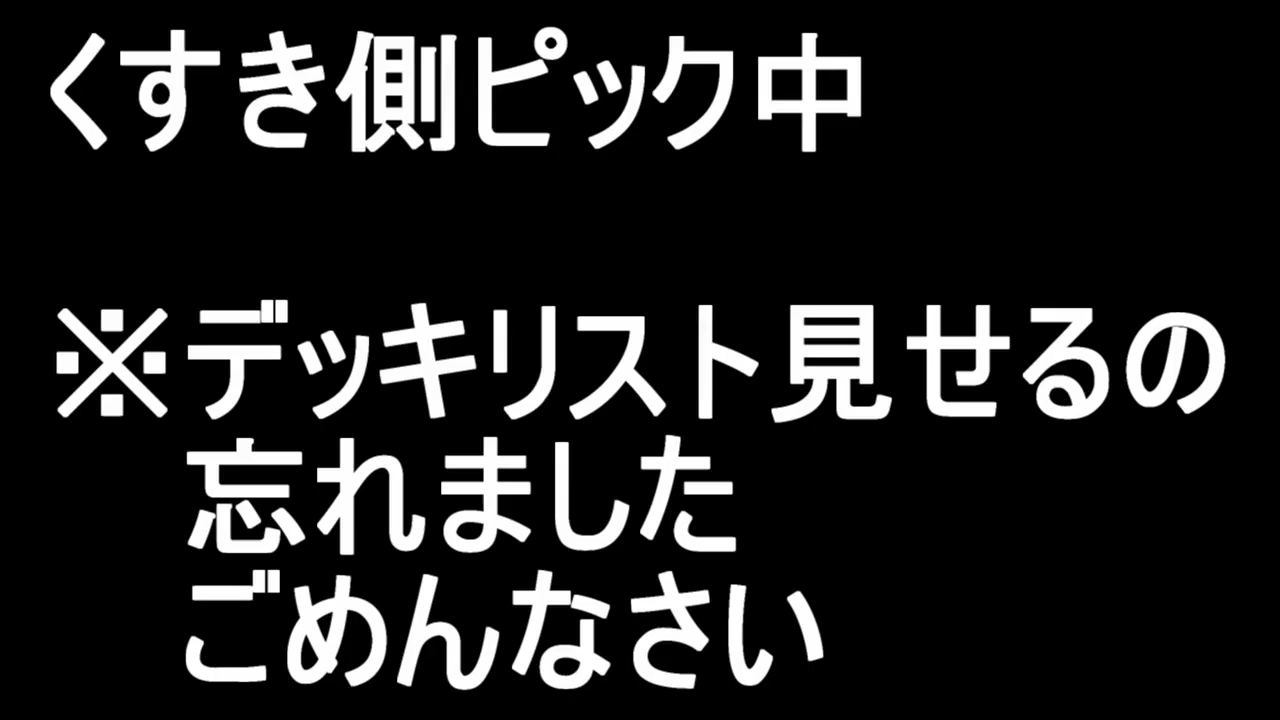 くすき側ピック中
※デッキリスト見せるの
忘れました
ごめんなさい